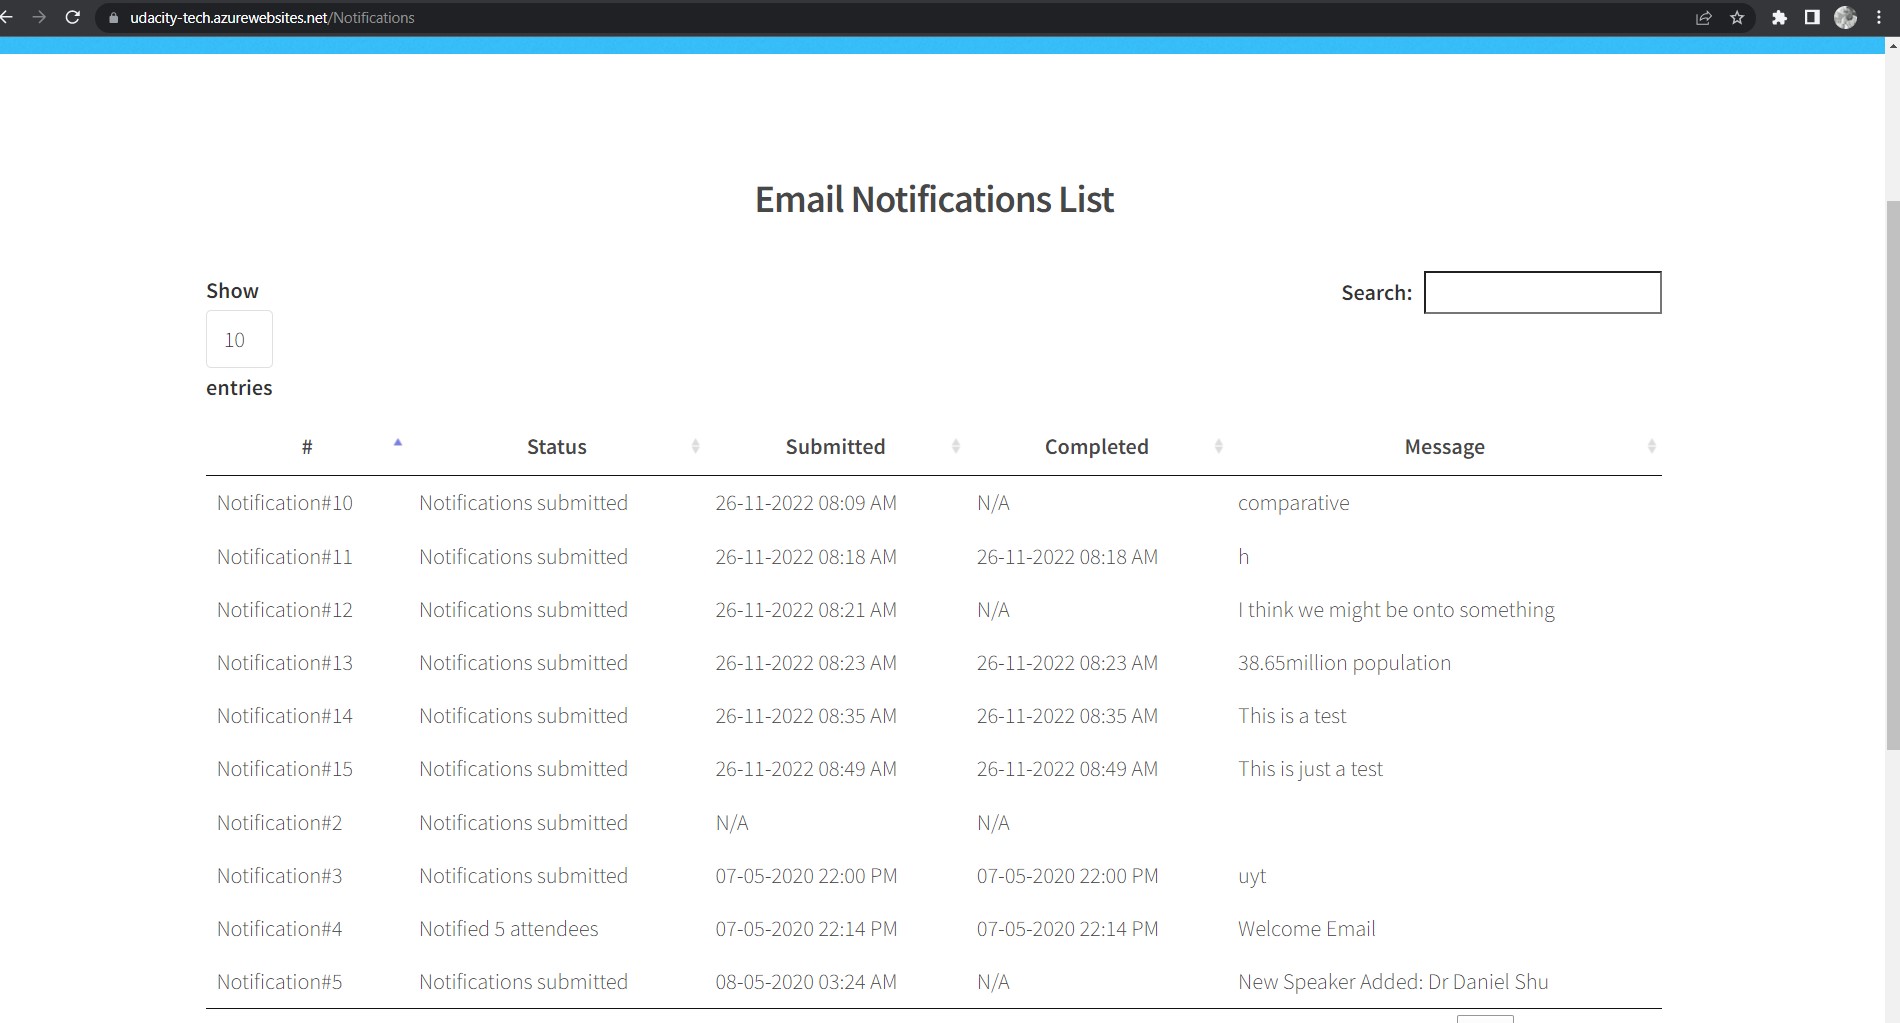 udacity-tech.azurewebsites.net/Notifications
Email Notifications List
Show
10
entries
Search:
# Status Submitted Completed Message
Notification#10 Notifications submitted 26-11-2022 08:09 AM N/A comparative
Notification#11 Notifications submitted 26-11-2022 08:18 AM 26-11-2022 08:18 AM h
Notification#12 Notifications submitted 26-11-2022 08:21 AM N/A I think we might be onto something
Notification#13 Notifications submitted 26-11-2022 08:23 AM 26-11-2022 08:23 AM 38.65million population
Notification#14 Notifications submitted 26-11-2022 08:35 AM 26-11-2022 08:35 AM This is a test
Notification#15 Notifications submitted 26-11-2022 08:49 AM 26-11-2022 08:49 AM This is just a test
Notification#2 Notifications submitted N/A N/A
Notification#3 Notifications submitted 07-05-2020 22:00 PM 07-05-2020 22:00 PM uyt
Notification#4 Notified 5 attendees 07-05-2020 22:14 PM 07-05-2020 22:14 PM Welcome Email
Notification#5 Notifications submitted 08-05-2020 03:24 AM N/A New Speaker Added: Dr Daniel Shu